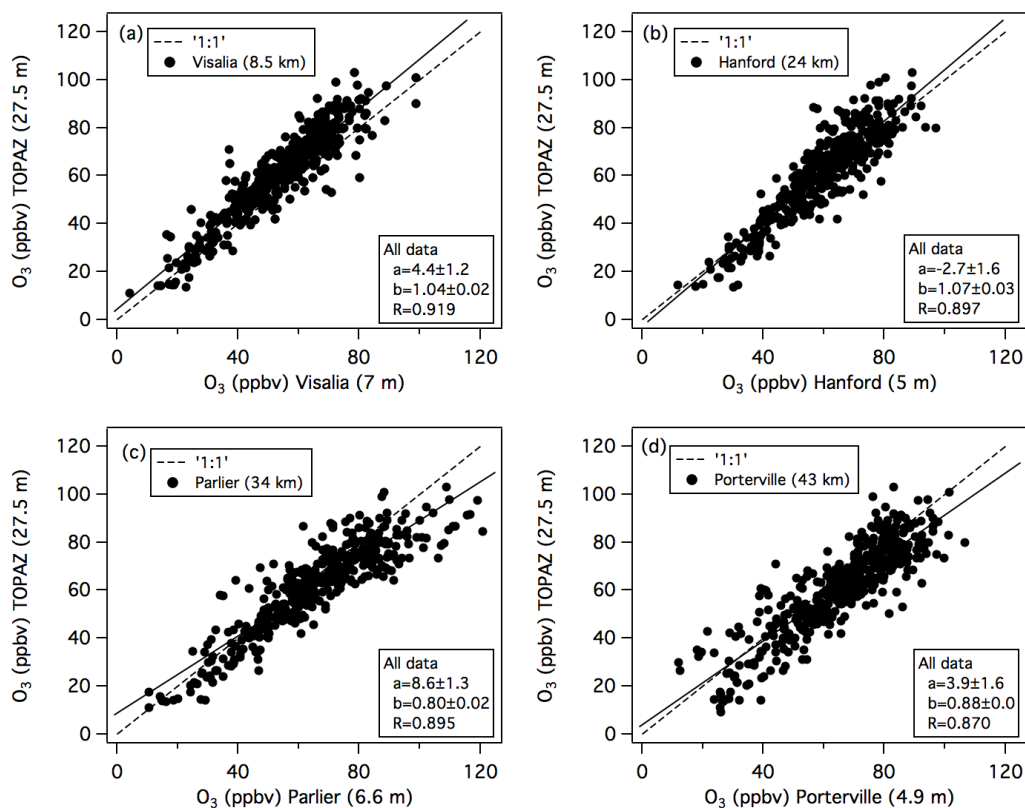 (a)
'1:1'
Visalia (8.5 km)
O3 (ppbv) TOPAZ (27.5 m)
120
100
80
60
40
20
0
All data
a=4.4±1.2
b=1.04±0.02
R=0.919
0 40 80 120
O3 (ppbv) Visalia (7 m)
(b)
'1:1'
Hanford (24 km)
O3 (ppbv) TOPAZ (27.5 m)
120
100
80
60
40
20
0
All data
a=-2.7±1.6
b=1.07±0.03
R=0.897
0 40 80 120
O3 (ppbv) Hanford (5 m)
(c)
'1:1'
Parlier (34 km)
O3 (ppbv) TOPAZ (27.5 m)
120
100
80
60
40
20
0
All data
a=8.6±1.3
b=0.80±0.02
R=0.895
0 40 80 120
O3 (ppbv) Parlier (6.6 m)
(d)
'1:1'
Porterville (43 km)
O3 (ppbv) TOPAZ (27.5 m)
120
100
80
60
40
20
0
All data
a=3.9±1.6
b=0.88±0.0
R=0.870
0 40 80 120
O3 (ppbv) Porterville (4.9 m)